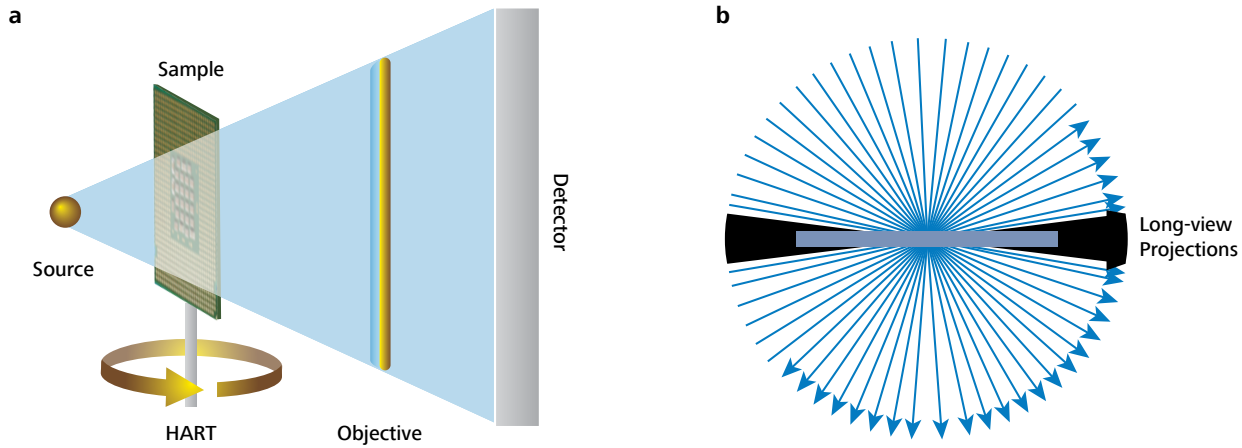 a
Sample
Source
Detector
HART
Objective
b
Long-view
Projections